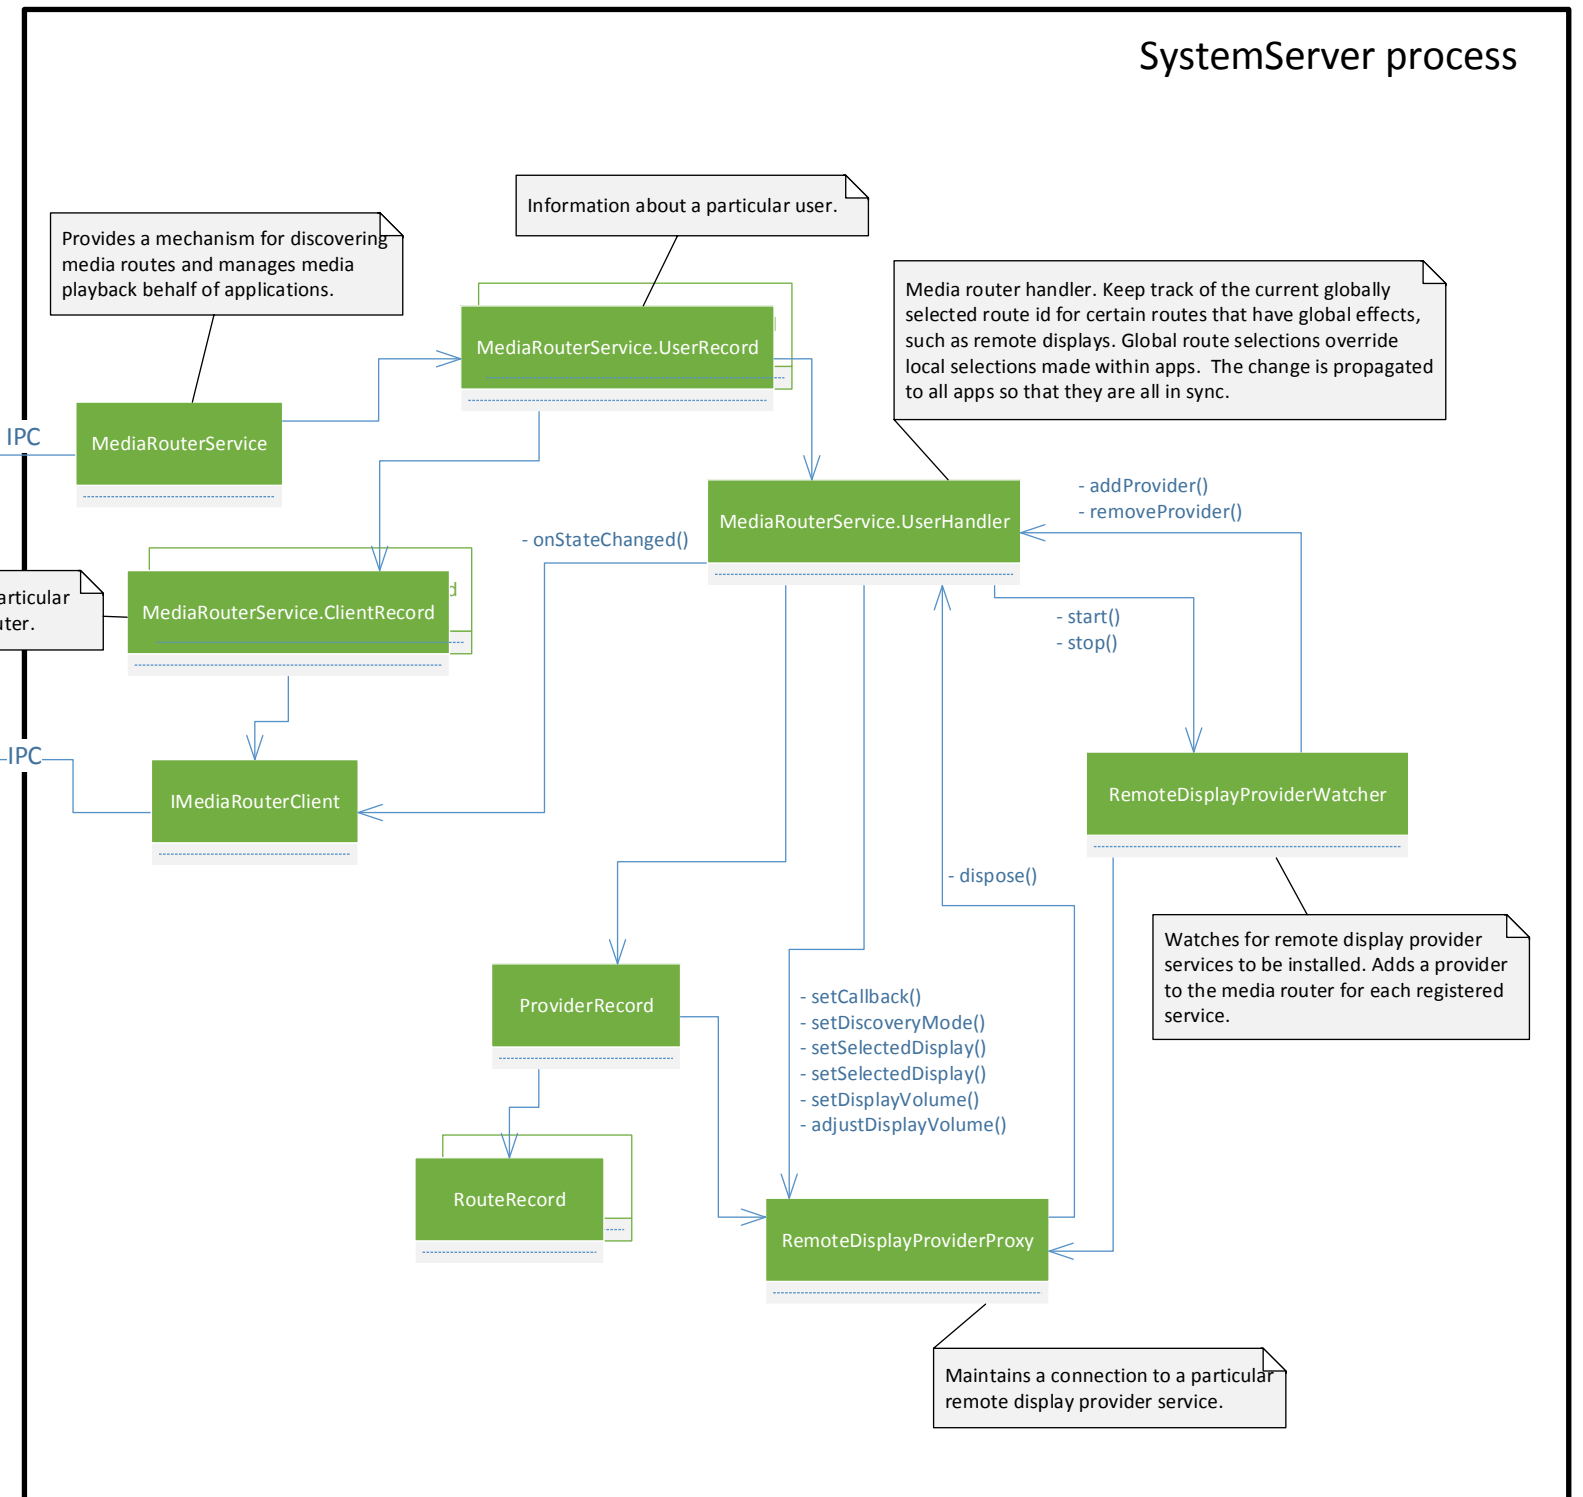 SystemServer process
Information about a particular user.
Provides a mechanism for discovering
media routes and manages media
playback behalf of applications.
Media router handler. Keep track of the current globally
selected route id for certain routes that have global effects,
such as remote displays. Global route selections override
local selections made within apps.  The change is propagated
to all apps so that they are all in sync.
MediaRouterService.UserRecord
IPC
MediaRouterService
- addProvider()
- removeProvider()
MediaRouterService.UserHandler
- onStateChanged()
articular
MediaRouterService.ClientRecord
d
uter.
- start()
- stop()
IPC
IMediaRouterClient
RemoteDisplayProviderWatcher
- dispose()
Watches for remote display provider
services to be installed. Adds a provider
to the media router for each registered
service.
ProviderRecord
- setCallback()
- setDiscoveryMode()
- setSelectedDisplay()
- setSelectedDisplay()
- setDisplayVolume()
- adjustDisplayVolume()
RouteRecord
RemoteDisplayProviderProxy
Maintains a connection to a particular
remote display provider service.